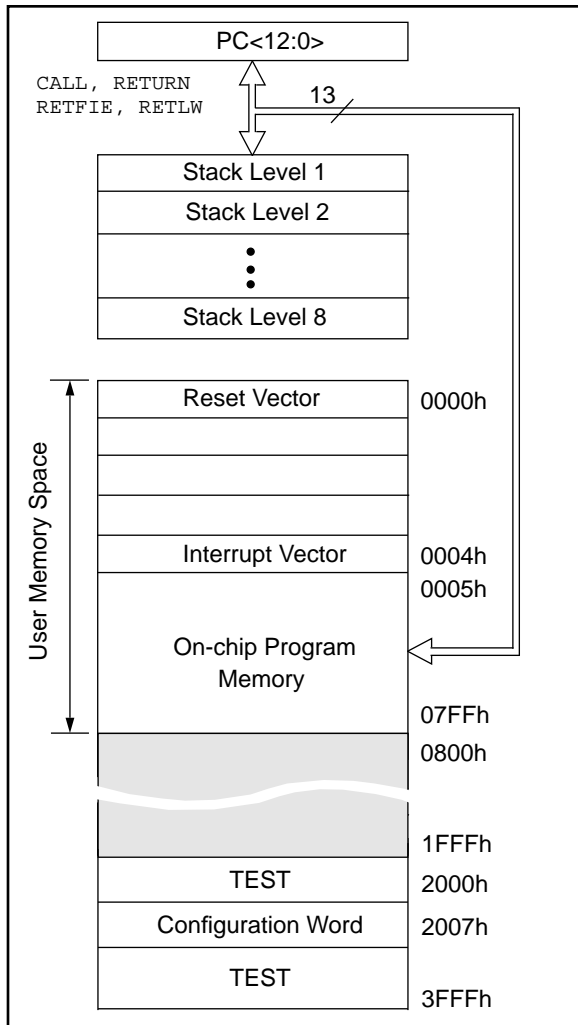 PC<12:0>
CALL, RETURN
RETFIE, RETLW
13
Stack Level 1
Stack Level 2
Stack Level 8
User Memory Space
Reset Vector
0000h
Interrupt Vector
0004h
0005h
On-chip Program
Memory
07FFh
0800h
1FFFh
TEST
2000h
Configuration Word
2007h
TEST
3FFFh